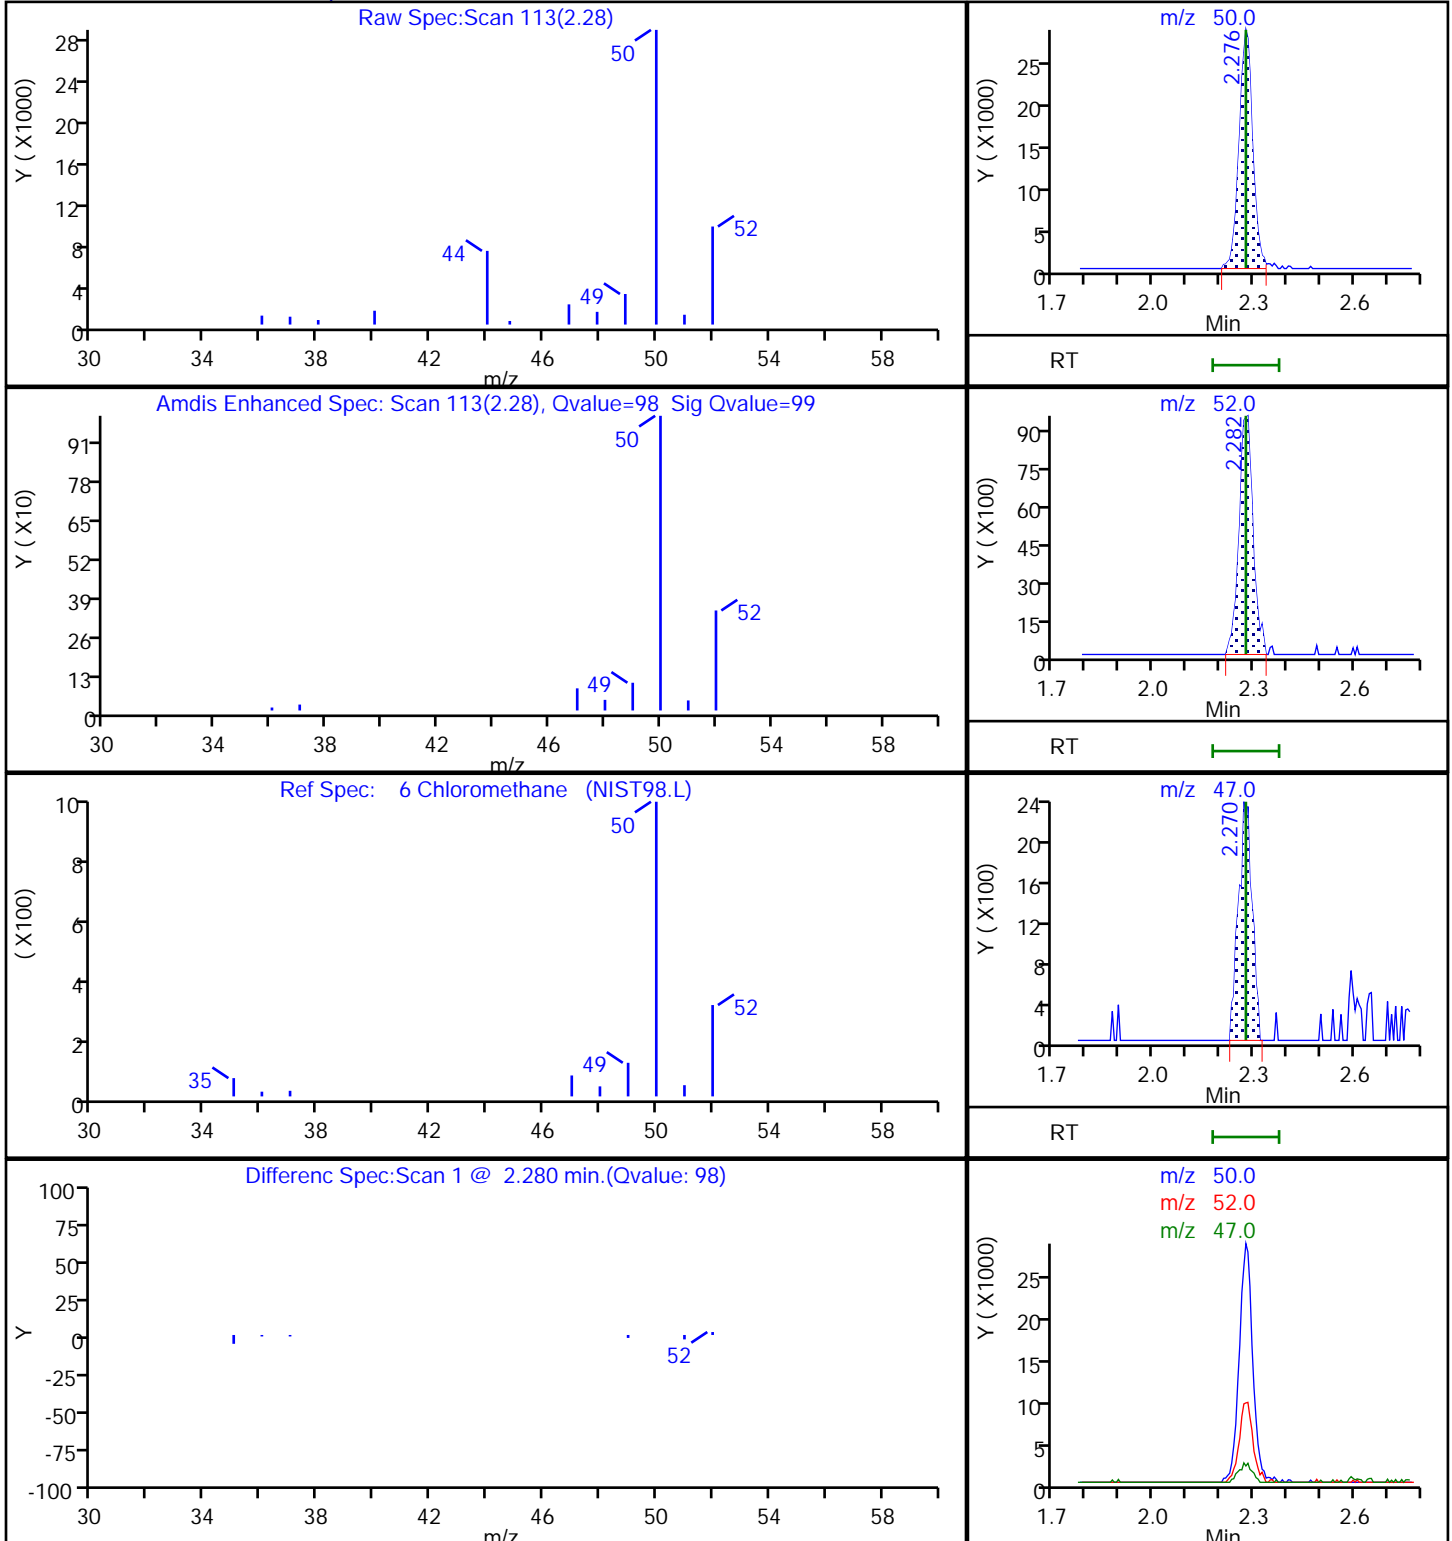 Raw Spec:Scan 113(2.28)
Y ( X1000)
28
24
20
16
12
8
4
0
50
44
49
52
30 34 38 42 46 50 54 58
m/z
m/z 50.0
Y ( X1000)
25
20
15
10
5
0
2.276
1.7 2.0 2.3 2.6
Min
RT
Amdis Enhanced Spec: Scan 113(2.28), Qvalue=98 Sig Qvalue=99
Y ( X10)
91
78
65
52
39
26
13
0
50
49
52
30 34 38 42 46 50 54 58
m/z
m/z 52.0
Y ( X100)
90
75
60
45
30
15
0
2.282
1.7 2.0 2.3 2.6
Min
RT
Ref Spec: 6 Chloromethane (NIST98.L)
( X100)
10
8
6
4
2
0
50
35
49
52
30 34 38 42 46 50 54 58
m/z 47.0
Y ( X100)
24
20
16
12
8
4
0
2.270
1.7 2.0 2.3 2.6
Min
RT
Differenc Spec:Scan 1 @ 2.280 min.(Qvalue: 98)
Y
100
75
50
25
0
-25
-50
-75
-100
52
30 34 38 42 46 50 54 58
m/z
m/z 50.0
m/z 52.0
m/z 47.0
Y ( X1000)
25
20
15
10
5
0
1.7 2.0 2.3 2.6
Min